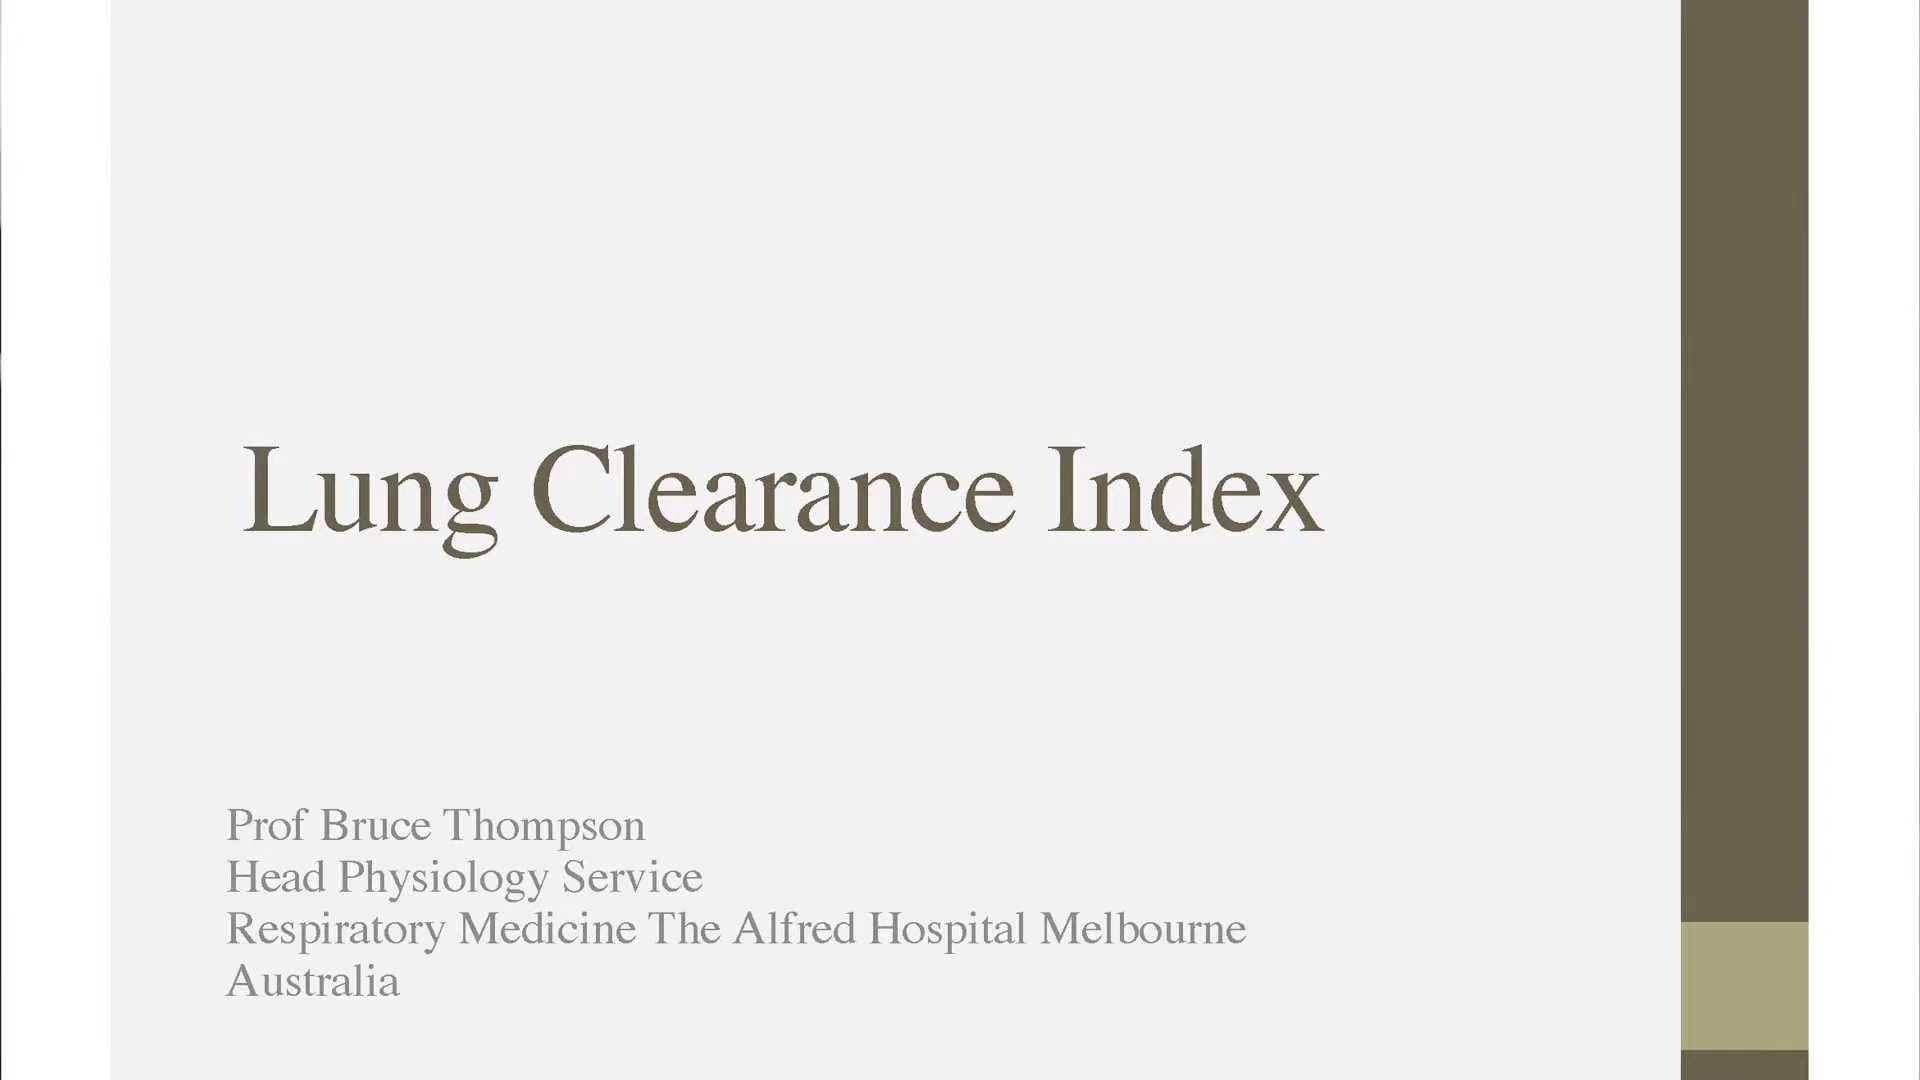 Lung Clearance Index
Prof Bruce Thompson
Head Physiology Service
Respiratory Medicine The Alfred Hospital Melbourne
Australia